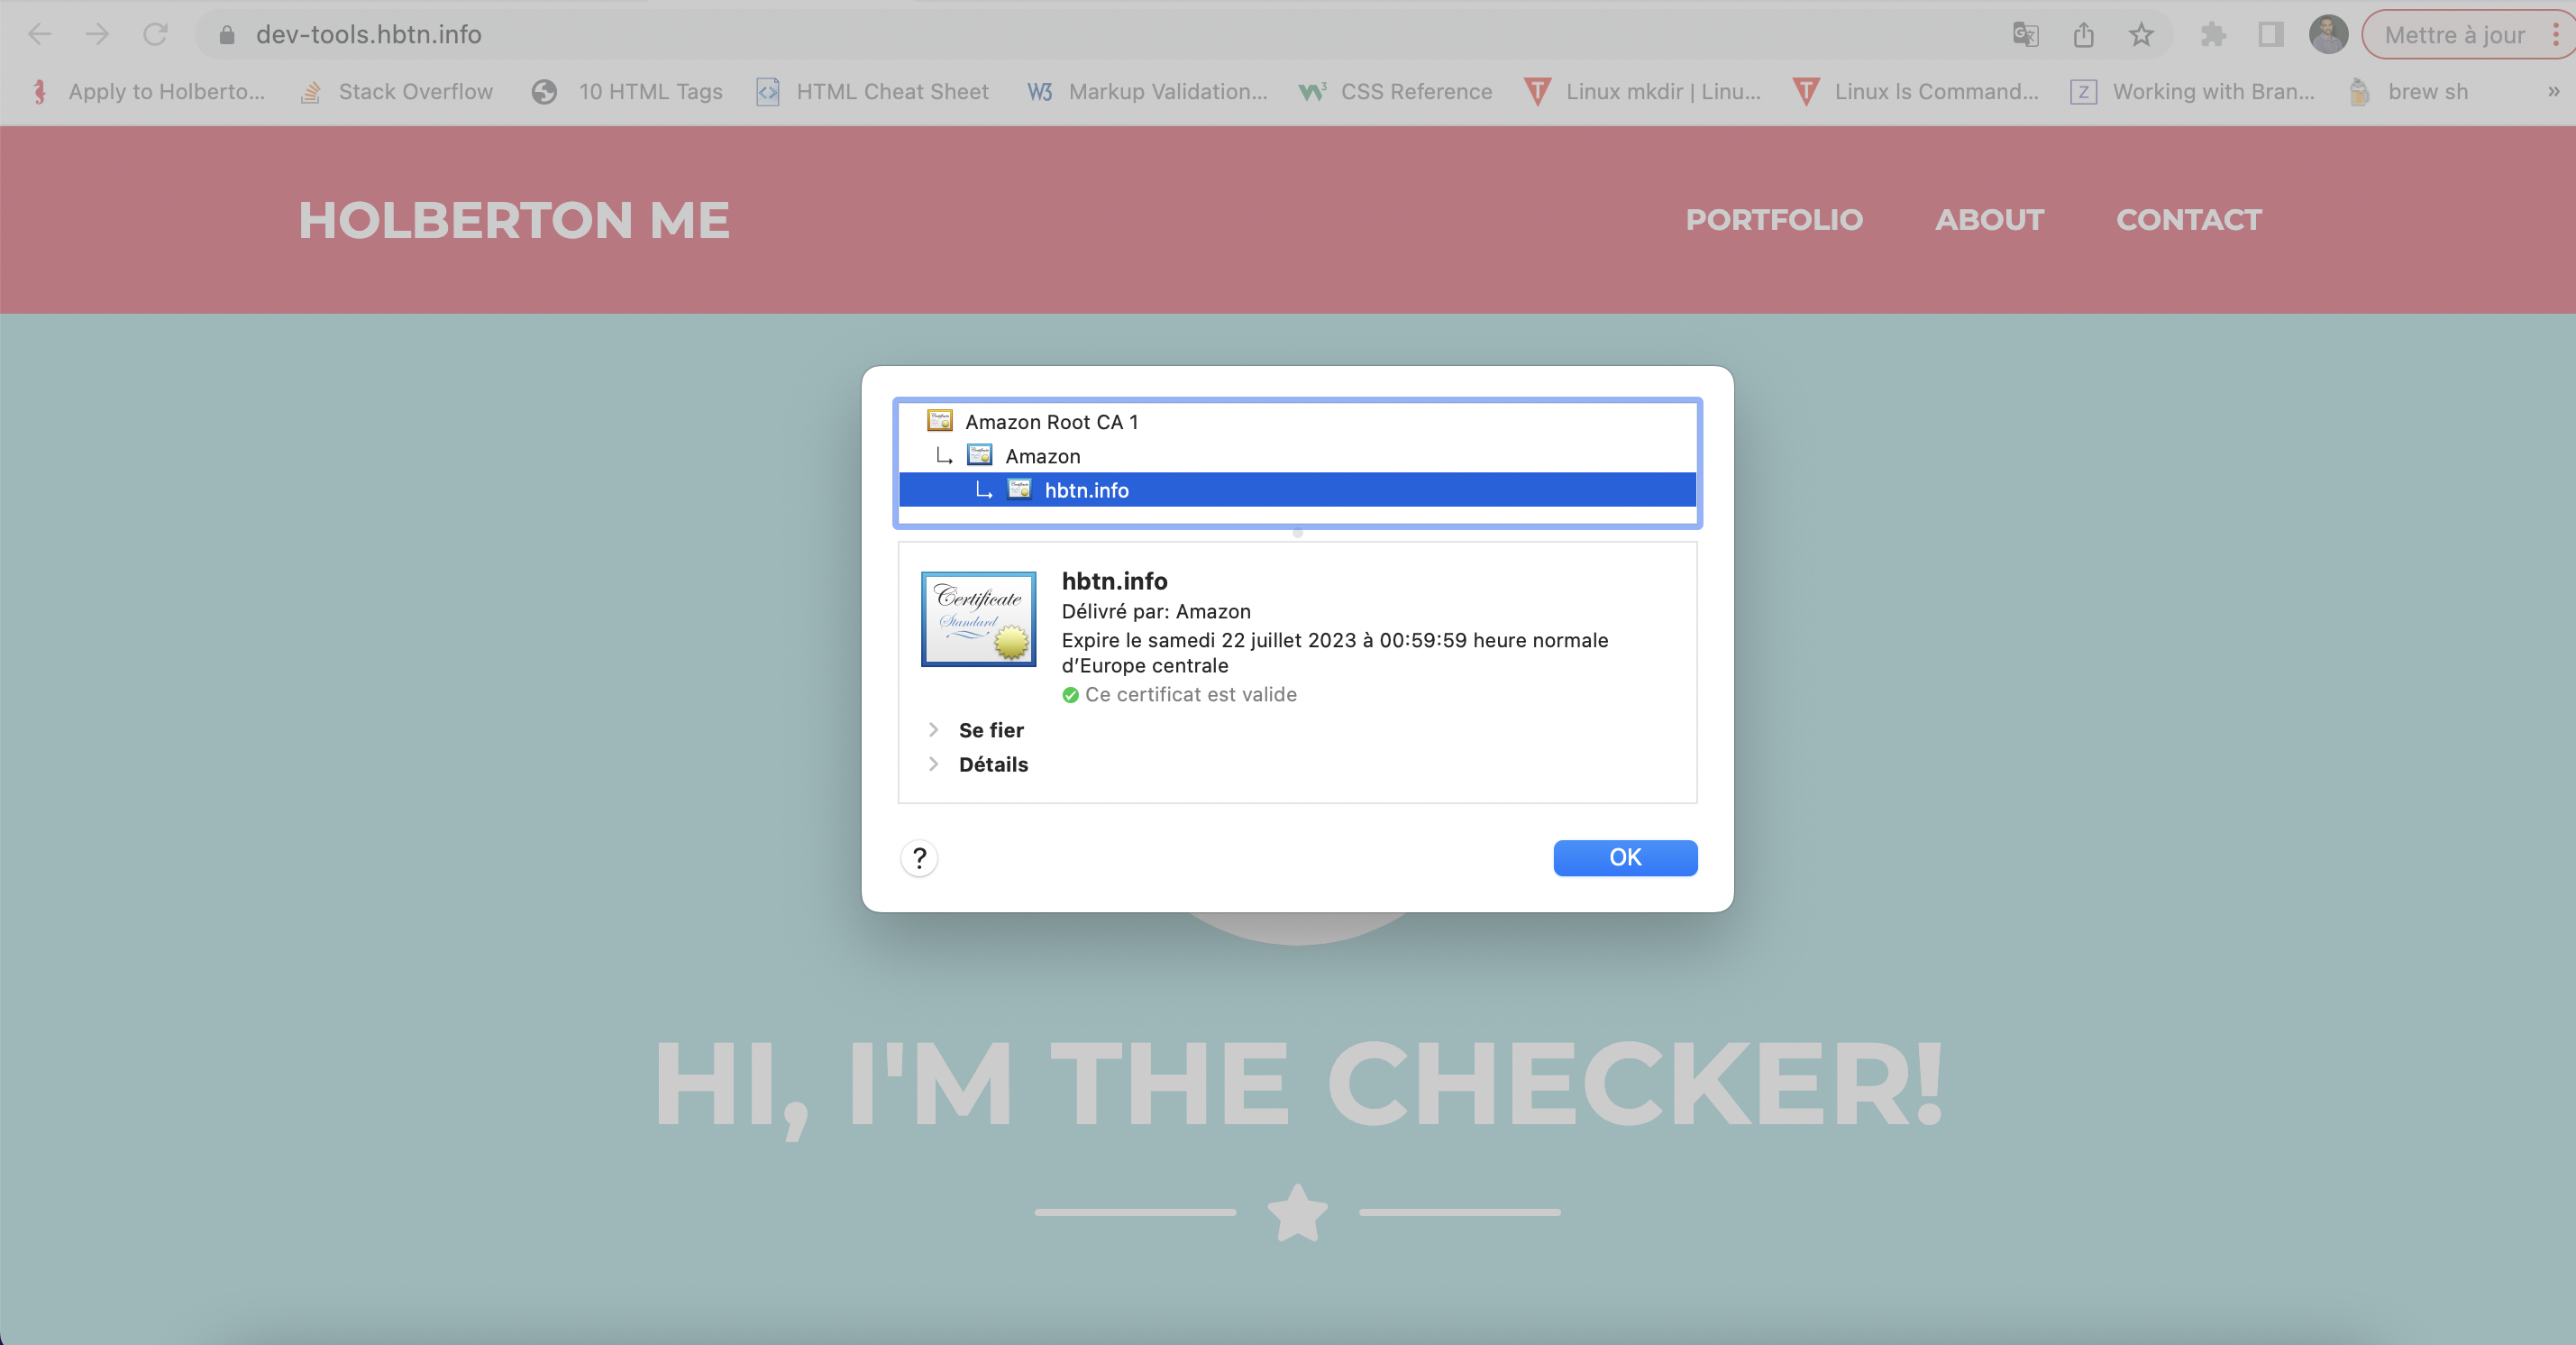 dev-tools.hbtn.info
Mettre à jour
Apply to Holberto...
Stack Overflow
10 HTML Tags
HTML Cheat Sheet
W3 Markup Validation...
CSS Reference
Linux mkdir | Linu...
Linux ls Command...
Z Working with Bran...
brew sh
»
HOLBERTON ME
PORTFOLIO
ABOUT
CONTACT
Amazon Root CA 1
Amazon
hbtn.info
Certificate
Standard
hbtn.info
Délivré par: Amazon
Expire le samedi 22 juillet 2023 à 00:59:59 heure normale
d’Europe centrale
Ce certificat est valide
Se fier
Détails
?
OK
HI, I'M THE CHECKER!